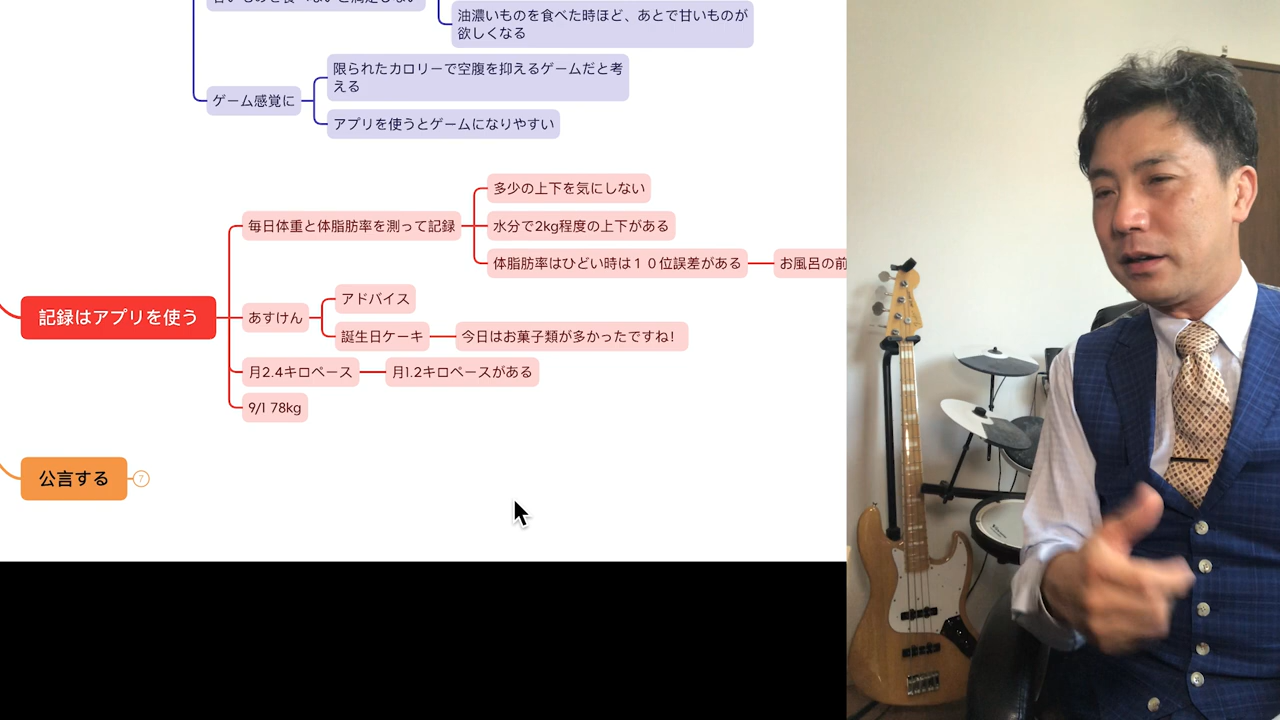 油濃いものを食べた時ほど、あとで甘いものが
欲しくなる
限られたカロリーで空腹を抑えるゲームだと考
える
ゲーム感覚に
アプリを使うとゲームになりやすい
多少の上下を気にしない
毎日体重と体脂肪率を測って記録
水分で2kg程度の上下がある
体脂肪率はひどい時は１０位誤差がある
お風呂の前
記録はアプリを使う
あすけん
アドバイス
誕生日ケーキ
今日はお菓子類が多かったですね！
月2.4キロペース
月1.2キロペースがある
9/1 78kg
公言する
7